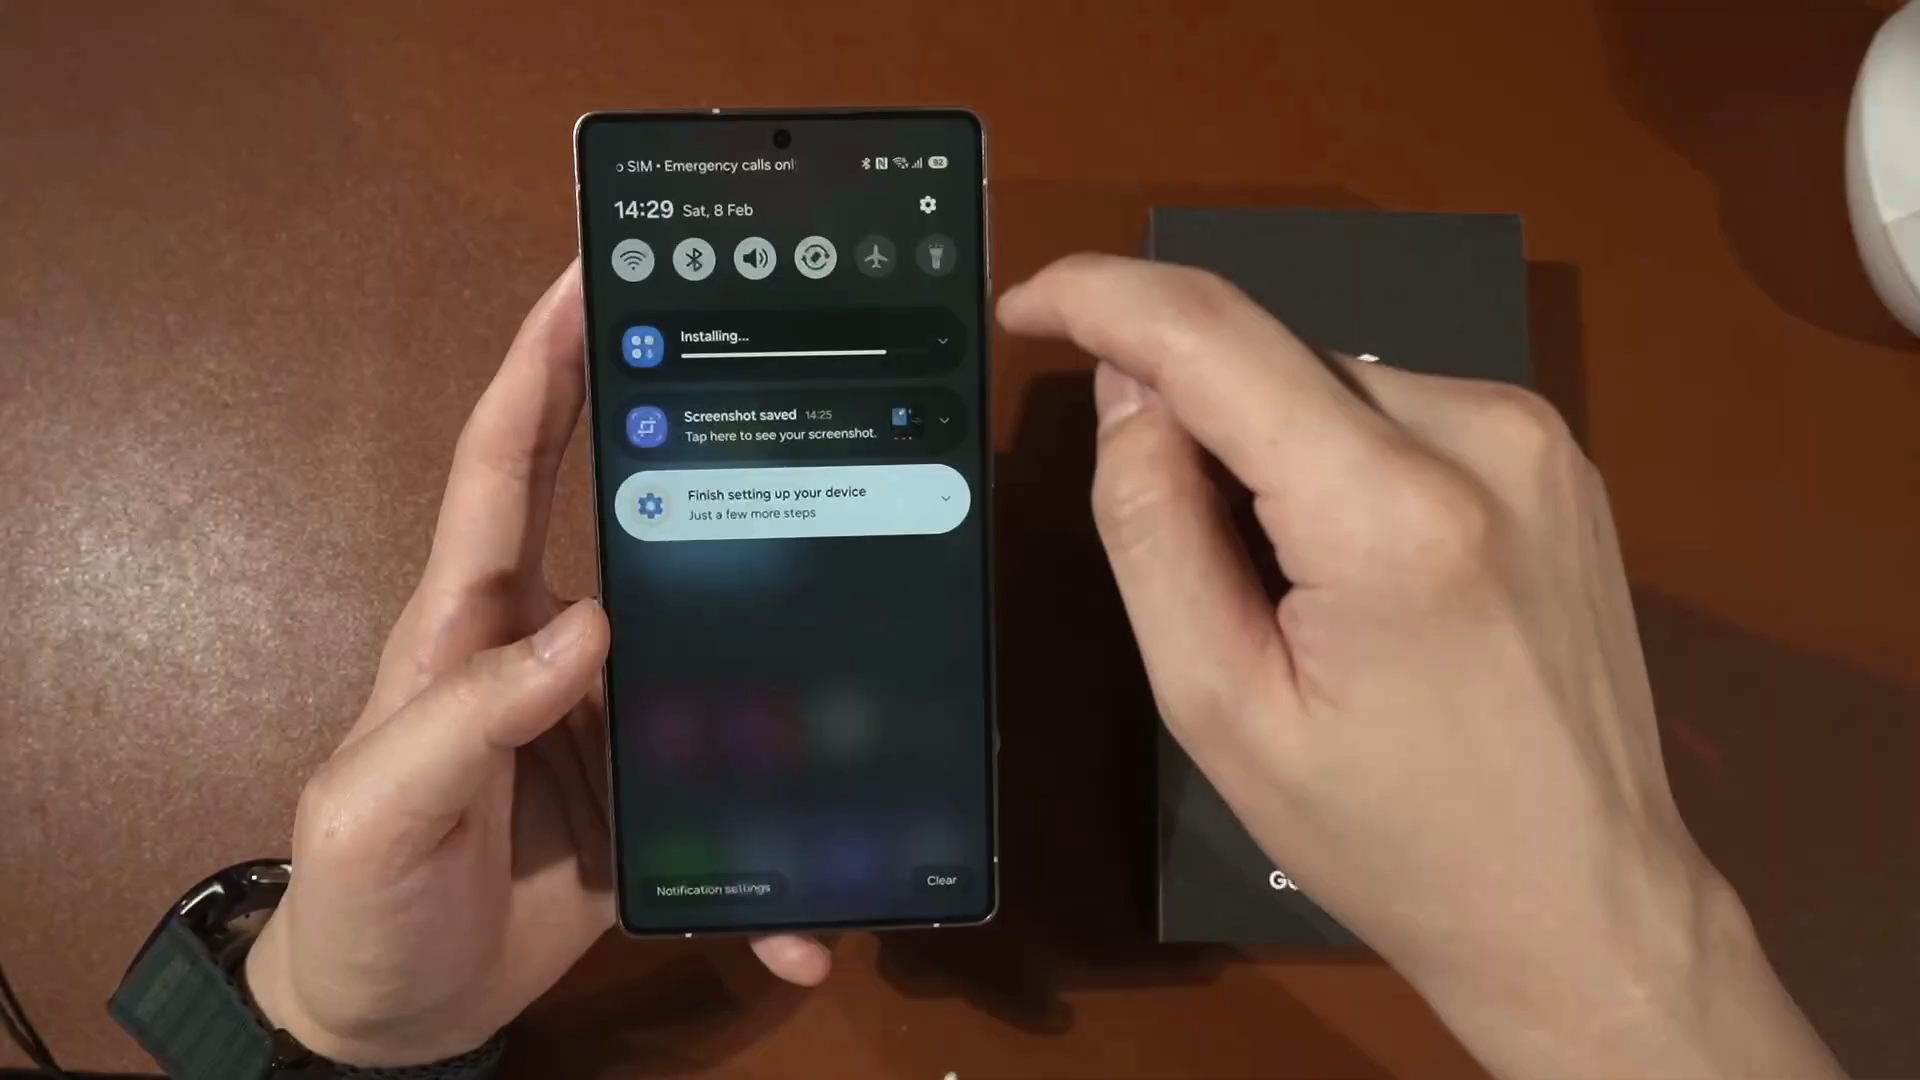 o SIM • Emergency calls onl
92
14:29 Sat, 8 Feb
Installing...
Screenshot saved 14:25
Tap here to see your screenshot.
Finish setting up your device
Just a few more steps
Notification settings
Clear